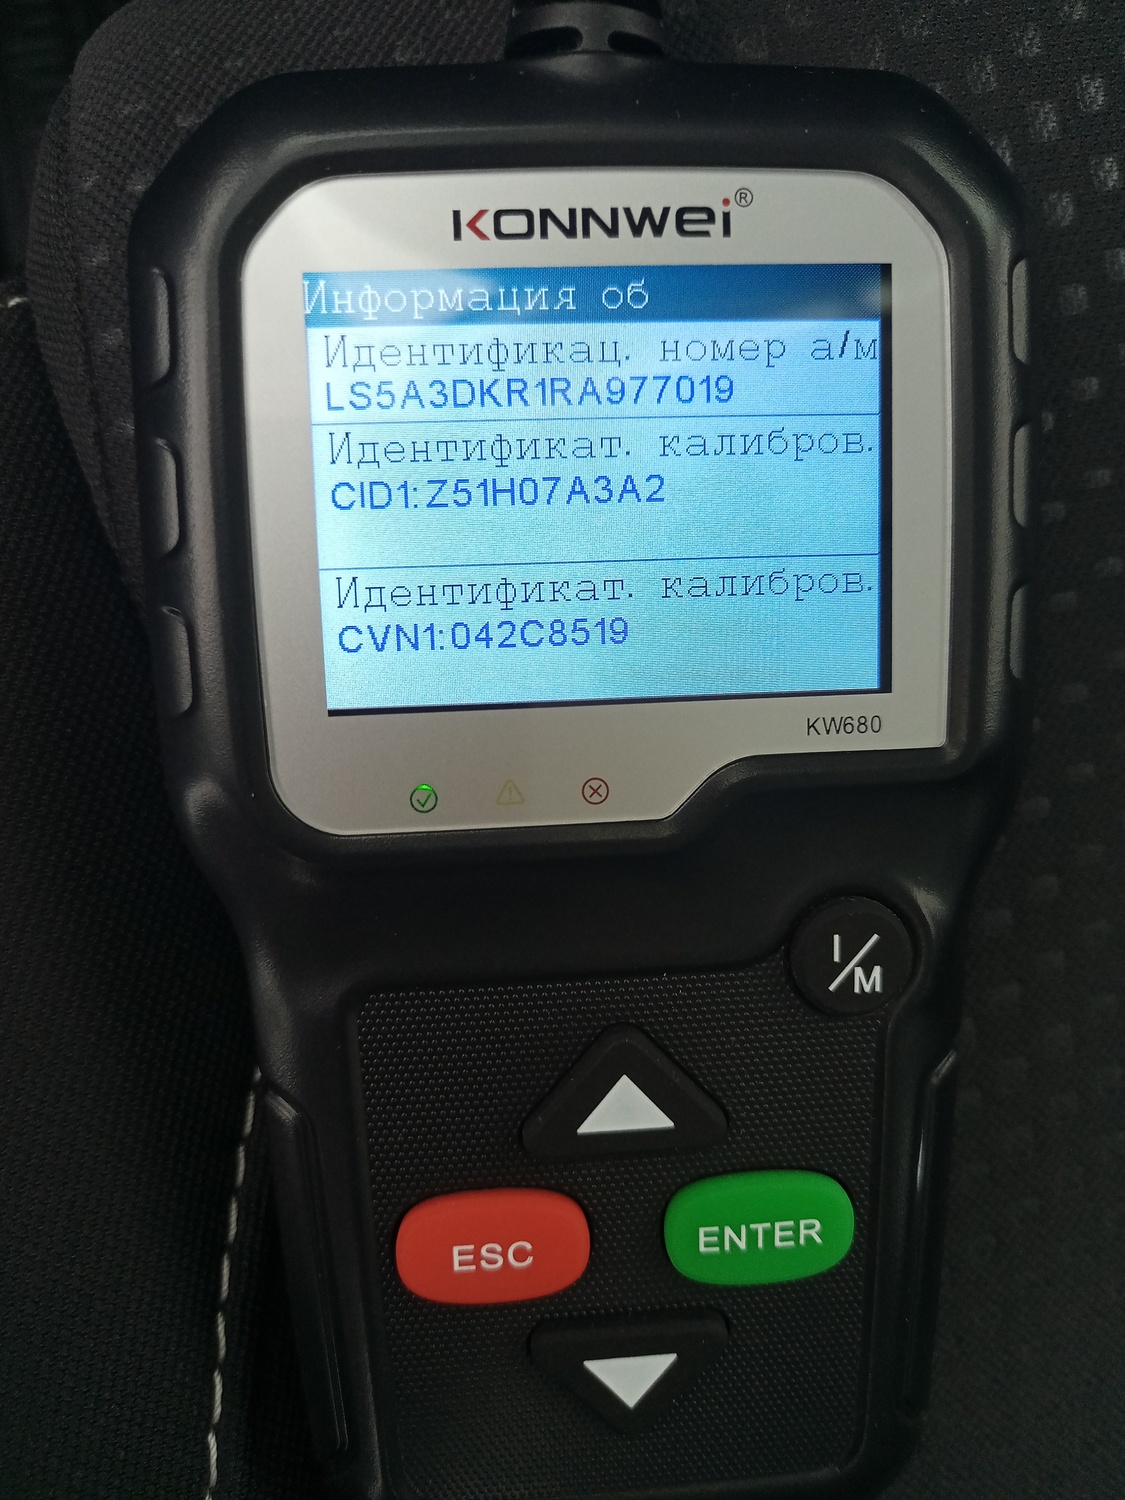 KONNWEI®
Информация об
Идентификац. номер а/м
LS5A3DKR1RA977019
Идентификат. калибров.
CID1:Z51H07A3A2
Идентификат. калибров.
CVN1:042C8519
KW680
I/M
ESC
ENTER